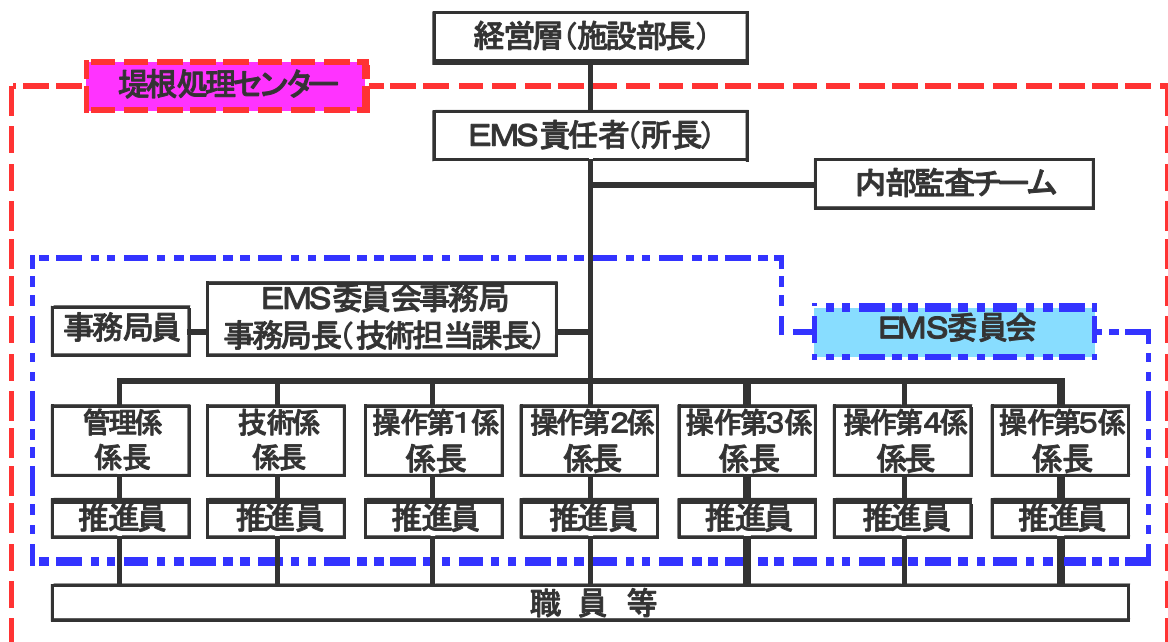 経営層(施設部長)
堤根処理センター
EMS責任者(所長)
内部監査チーム
EMS委員会事務局
事務局長(技術担当課長)
事務局員
EMS委員会
管理係
係長
技術係
係長
操作第1係
係長
操作第2係
係長
操作第3係
係長
操作第4係
係長
操作第5係
係長
推進員
推進員
推進員
推進員
推進員
推進員
推進員
職 員 等